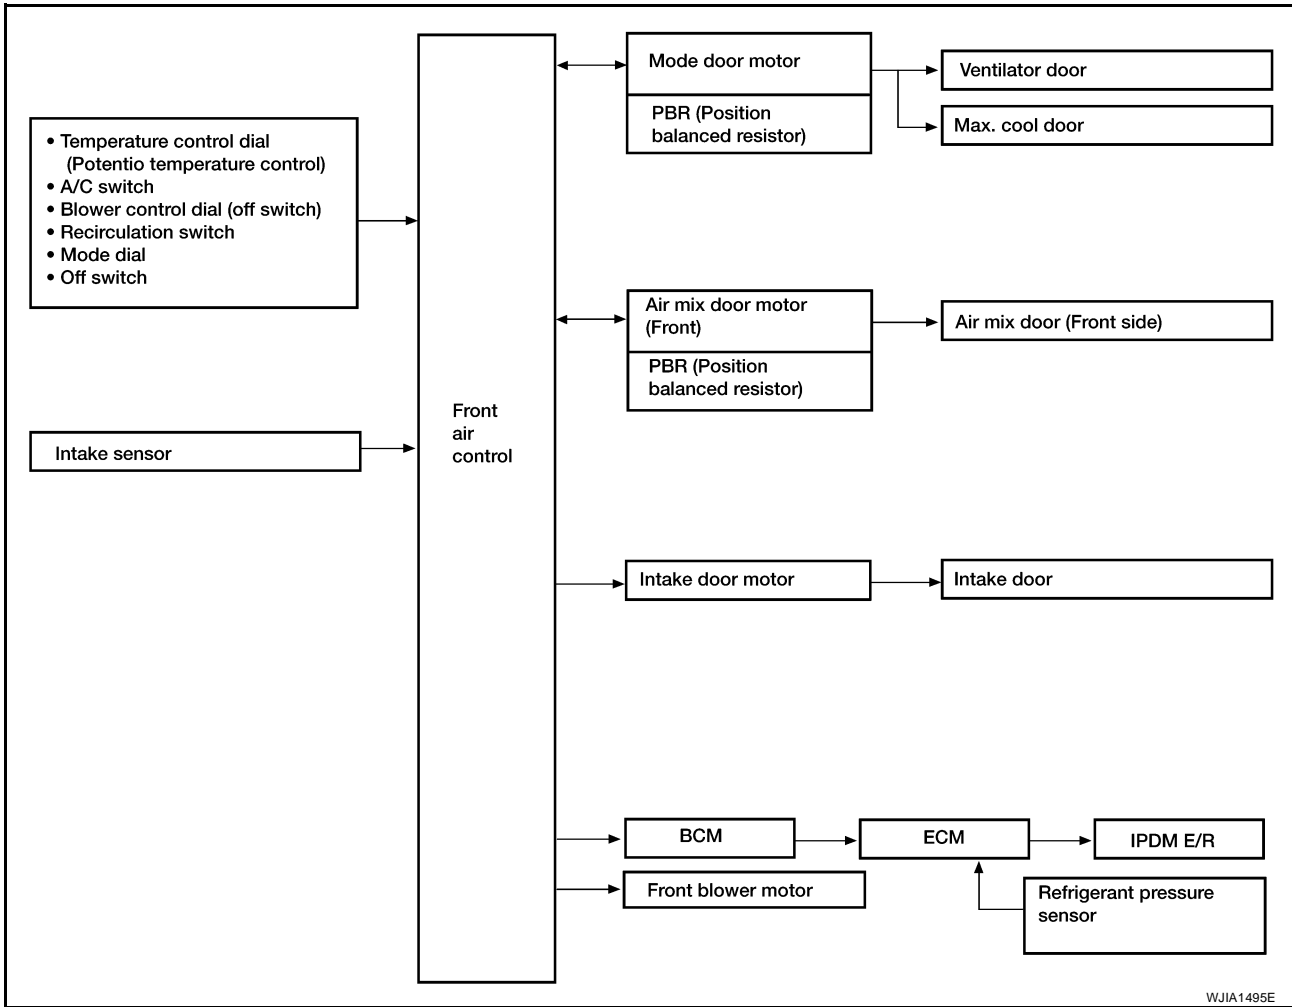 • Temperature control dial
(Potentio temperature control)
• A/C switch
• Blower control dial (off switch)
• Recirculation switch
• Mode dial
• Off switch
Intake sensor
Front
air
control
Mode door motor
PBR (Position
balanced resistor)
Ventilator door
Max. cool door
Air mix door motor
(Front)
PBR (Position
balanced resistor)
Air mix door (Front side)
Intake door motor
Intake door
BCM
ECM
IPDM E/R
Front blower motor
Refrigerant pressure
sensor
WJIA1495E